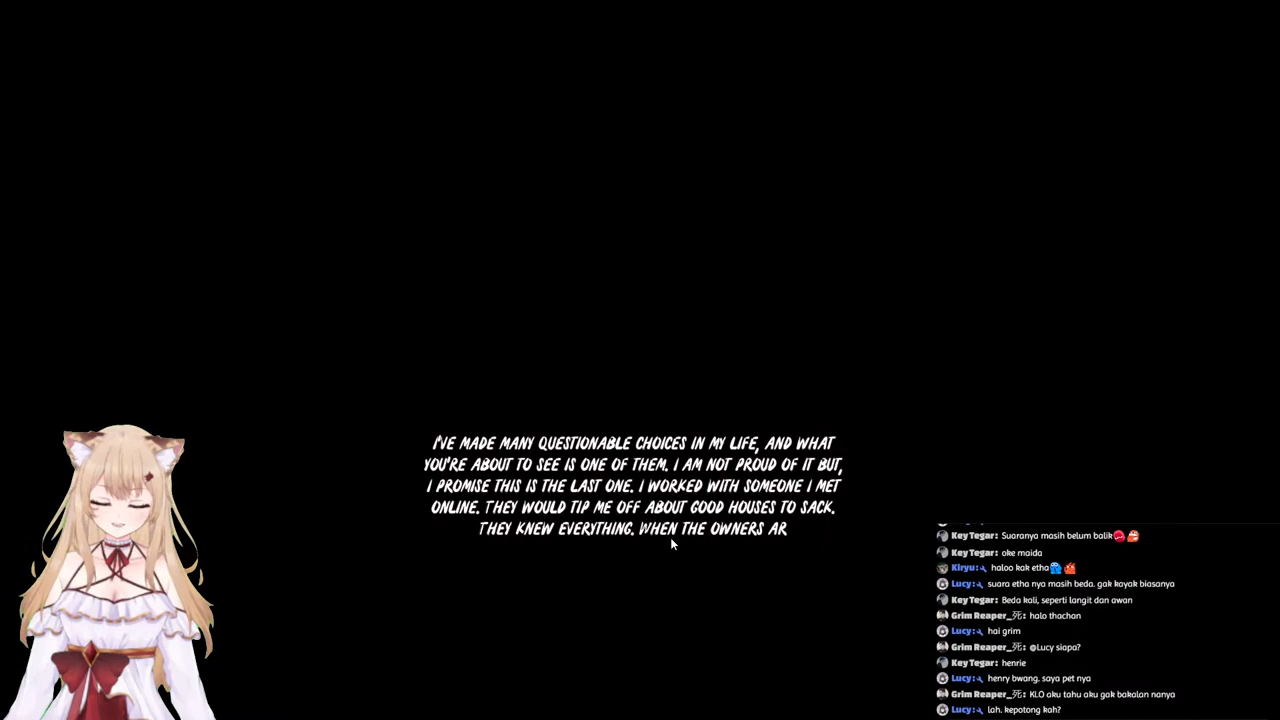 I'VE MADE MANY QUESTIONABLE CHOICES IN MY LIFE, AND WHAT
YOU'RE ABOUT TO SEE IS ONE OF THEM. I AM NOT PROUD OF IT BUT,
I PROMISE THIS IS THE LAST ONE. I WORKED WITH SOMEONE I MET
ONLINE. THEY WOULD TIP ME OFF ABOUT GOOD HOUSES TO SACK.
THEY KNEW EVERYTHING. WHEN THE OWNERS AR
Key Tegar: Suaranya masih belum balik
Key Tegar: oke maida
Kiryu: haloo kak etha
Lucy: suara etha nya masih beda. gak kayak biasanya
Key Tegar: Beda kali, seperti langit dan awan
Grim Reaper_死: halo thachan
Lucy: hai grim
Grim Reaper_死: @Lucy siapa?
Key Tegar: henrie
Lucy: henry bwang. saya pet nya
Grim Reaper_死: KLO aku tahu aku gak bakalan nanya
Lucy: lah. kepotong kah?